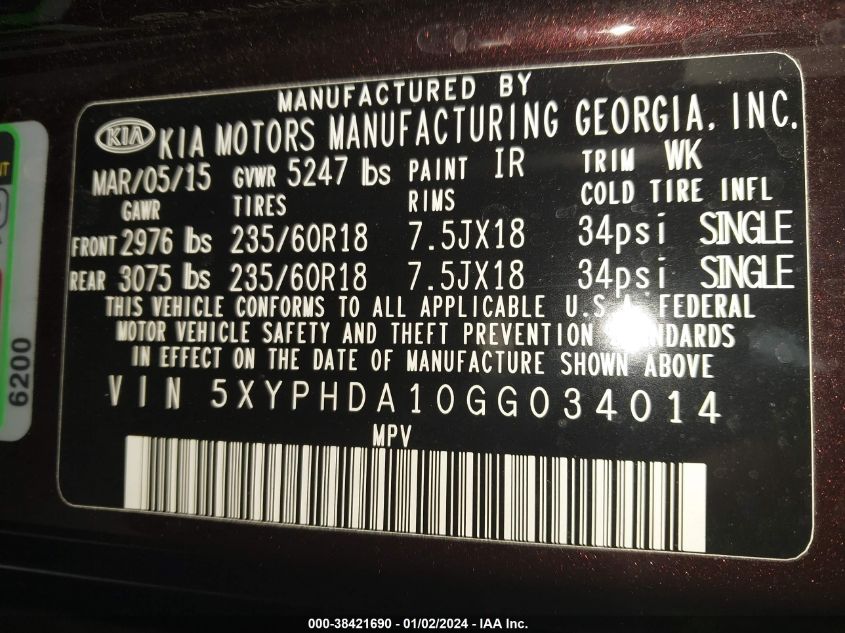 MANUFACTURED BY
KIA KIA MOTORS MANUFACTURING GEORGIA, INC.
MAR/05/15 GVWR 5247 lbs PAINT IR TRIM WK
GAWR TIRES RIMS COLD TIRE INFL
FRONT 2976 lbs 235/60R18 7.5JX18 34psi SINGLE
REAR 3075 lbs 235/60R18 7.5JX18 34psi SINGLE
THIS VEHICLE CONFORMS TO ALL APPLICABLE U.S.A. FEDERAL
MOTOR VEHICLE SAFETY AND THEFT PREVENTION STANDARDS
IN EFFECT ON THE DATE OF MANUFACTURE SHOWN ABOVE
VIN 5XYPHDA10GG034014
MPV
6200
000-38421690 - 01/02/2024 - IAA Inc.